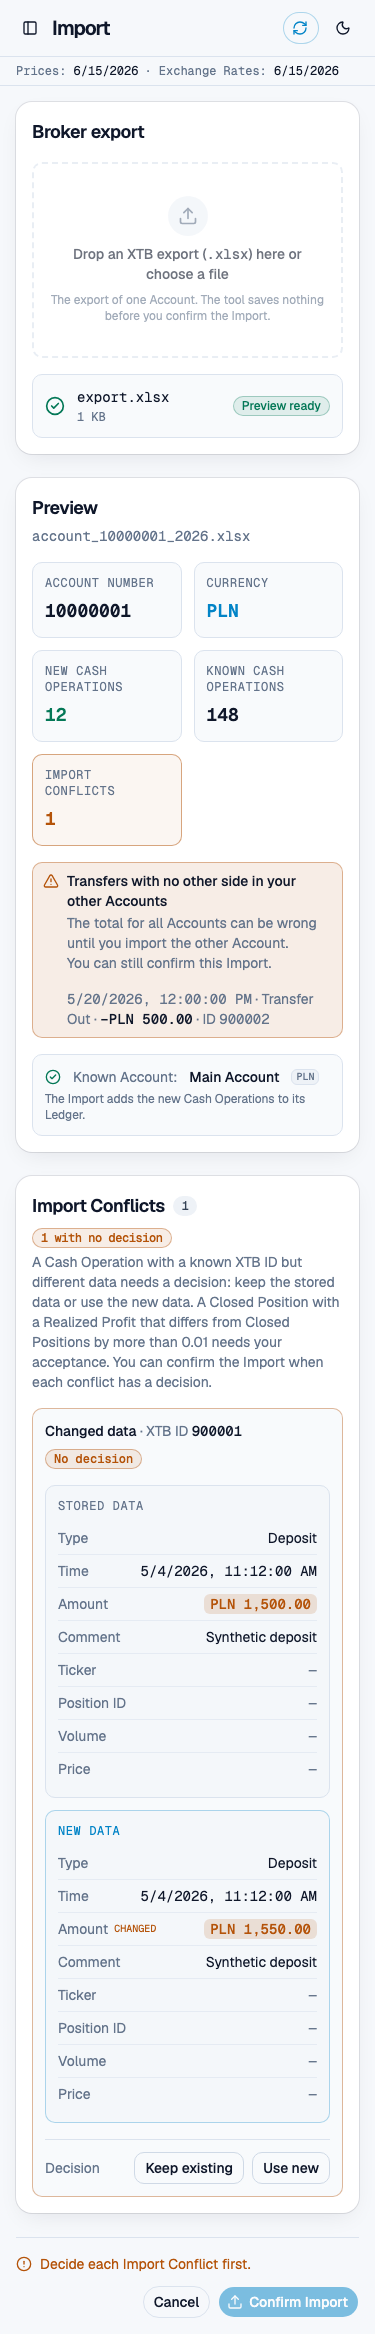 Import
Prices: 6/15/2026 · Exchange Rates: 6/15/2026
Broker export
Drop an XTB export (.xlsx) here or
choose a file
The export of one Account. The tool saves nothing
before you confirm the Import.
export.xlsx
1 KB
Preview ready
Preview
account_10000001_2026.xlsx
ACCOUNT NUMBER
10000001
CURRENCY
PLN
NEW CASH
OPERATIONS
12
KNOWN CASH
OPERATIONS
148
IMPORT
CONFLICTS
1
Transfers with no other side in your
other Accounts
The total for all Accounts can be wrong
until you import the other Account.
You can still confirm this Import.
5/20/2026, 12:00:00 PM · Transfer
Out · −PLN 500.00 · ID 900002
Known Account: Main Account PLN
The Import adds the new Cash Operations to its
Ledger.
Import Conflicts 1
1 with no decision
A Cash Operation with a known XTB ID but
different data needs a decision: keep the stored
data or use the new data. A Closed Position with
a Realized Profit that differs from Closed
Positions by more than 0.01 needs your
acceptance. You can confirm the Import when
each conflict has a decision.
Changed data · XTB ID 900001
No decision
STORED DATA
Type Deposit
Time 5/4/2026, 11:12:00 AM
Amount PLN 1,500.00
Comment Synthetic deposit
Ticker –
Position ID –
Volume –
Price –
NEW DATA
Type Deposit
Time 5/4/2026, 11:12:00 AM
Amount CHANGED PLN 1,550.00
Comment Synthetic deposit
Ticker –
Position ID –
Volume –
Price –
Decision Keep existing Use new
Decide each Import Conflict first.
Cancel Confirm Import